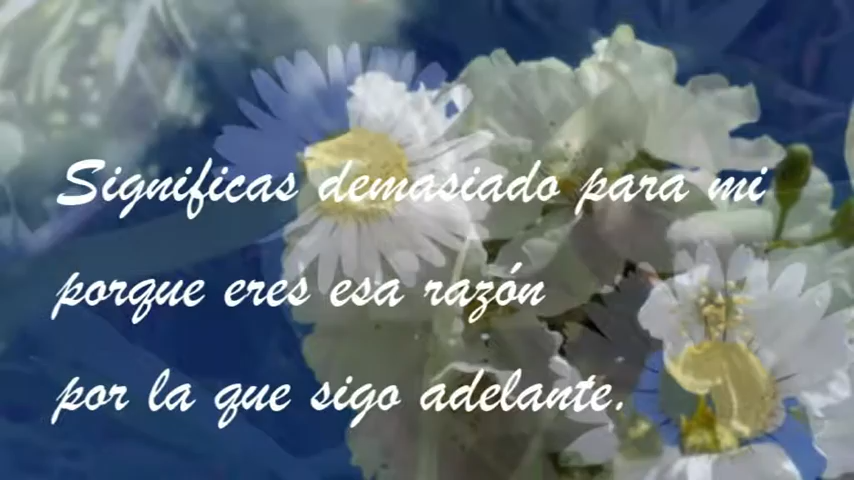 Significas demasiado para mi
porque eres esa razón
por la que sigo adelante.